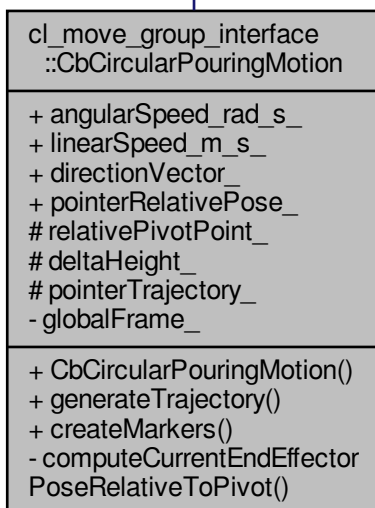 cl_move_group_interface
::CbCircularPouringMotion
+ angularSpeed_rad_s_
+ linearSpeed_m_s_
+ directionVector_
+ pointerRelativePose_
# relativePivotPoint_
# deltaHeight_
# pointerTrajectory_
- globalFrame_
+ CbCircularPouringMotion()
+ generateTrajectory()
+ createMarkers()
- computeCurrentEndEffector
PoseRelativeToPivot()